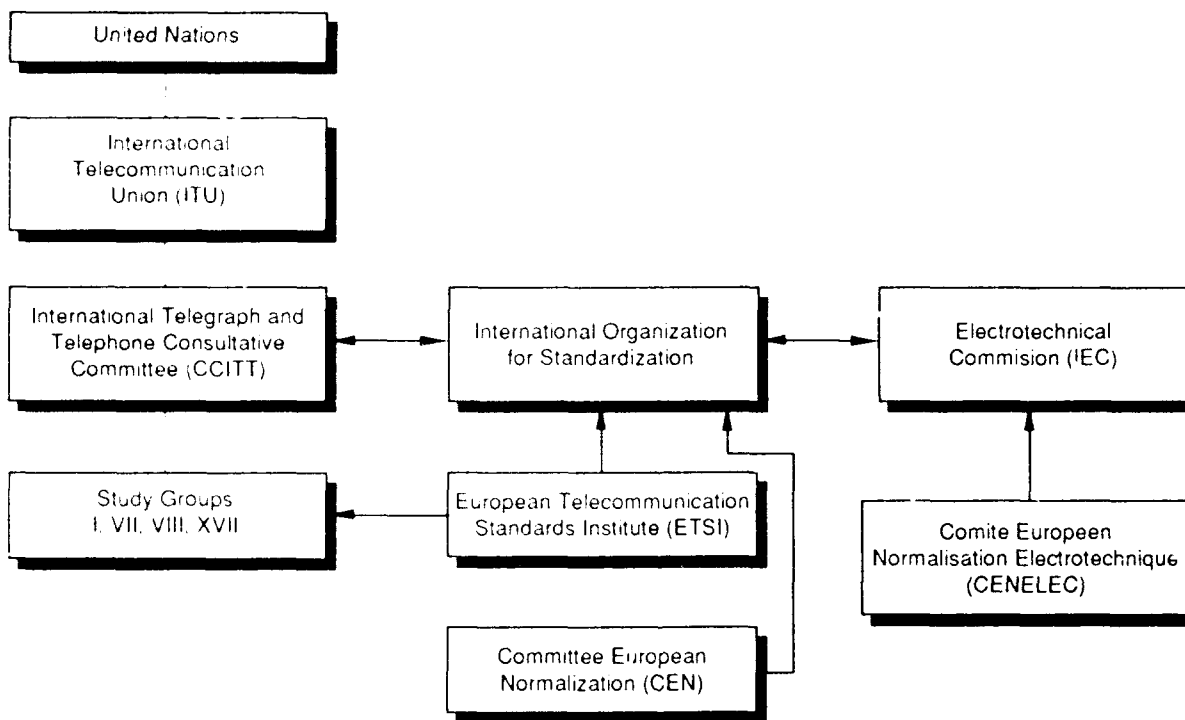 United Nations
International
Telecommunication
Union (ITU)
International Telegraph and
Telephone Consultative
Committee (CCITT)
International Organization
for Standardization
Electrotechnical
Commision (IEC)
Study Groups
I, VII, VIII, XVII
European Telecommunication
Standards Institute (ETSI)
Comite Europeen
Normalisation Electrotechnique
(CENELEC)
Committee European
Normalization (CEN)